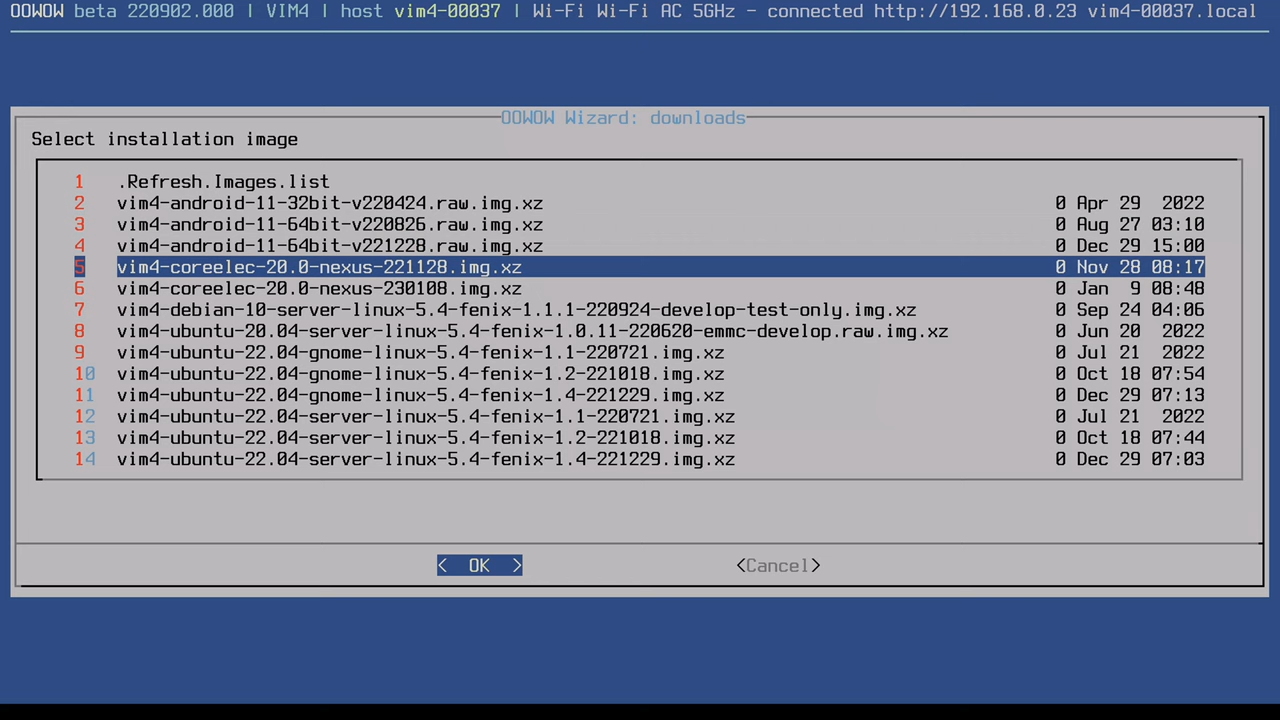 OOWOW beta 220902.000 | VIM4 | host vim4-00037 | Wi-Fi Wi-Fi AC 5GHz - connected http://192.168.0.23 vim4-00037.local
OOWOW Wizard: downloads
Select installation image
1 .Refresh.Images.list
2 vim4-android-11-32bit-v220424.raw.img.xz 0 Apr 29 2022
3 vim4-android-11-64bit-v220826.raw.img.xz 0 Aug 27 03:10
4 vim4-android-11-64bit-v221228.raw.img.xz 0 Dec 29 15:00
5 vim4-coreelec-20.0-nexus-221128.img.xz 0 Nov 28 08:17
6 vim4-coreelec-20.0-nexus-230108.img.xz 0 Jan 9 08:48
7 vim4-debian-10-server-linux-5.4-fenix-1.1.1-220924-develop-test-only.img.xz 0 Sep 24 04:06
8 vim4-ubuntu-20.04-server-linux-5.4-fenix-1.0.11-220620-emmc-develop.raw.img.xz 0 Jun 20 2022
9 vim4-ubuntu-22.04-gnome-linux-5.4-fenix-1.1-220721.img.xz 0 Jul 21 2022
10 vim4-ubuntu-22.04-gnome-linux-5.4-fenix-1.2-221018.img.xz 0 Oct 18 07:54
11 vim4-ubuntu-22.04-gnome-linux-5.4-fenix-1.4-221229.img.xz 0 Dec 29 07:13
12 vim4-ubuntu-22.04-server-linux-5.4-fenix-1.1-220721.img.xz 0 Jul 21 2022
13 vim4-ubuntu-22.04-server-linux-5.4-fenix-1.2-221018.img.xz 0 Oct 18 07:44
14 vim4-ubuntu-22.04-server-linux-5.4-fenix-1.4-221229.img.xz 0 Dec 29 07:03
< OK > <Cancel>